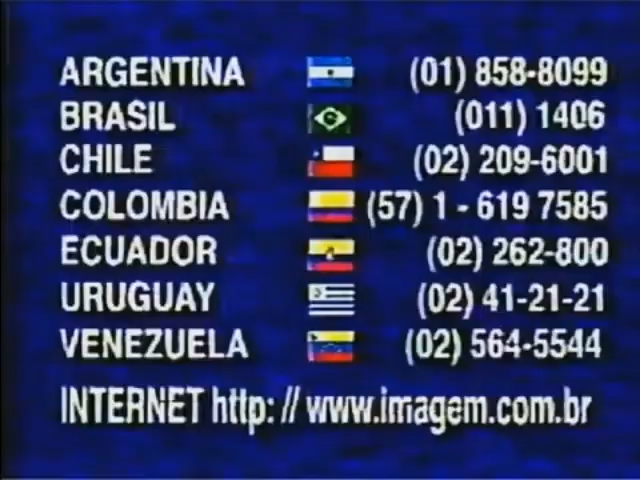 ARGENTINA (01) 858-8099
BRASIL (011) 1406
CHILE (02) 209-6001
COLOMBIA (57) 1 - 619 7585
ECUADOR (02) 262-800
URUGUAY (02) 41-21-21
VENEZUELA (02) 564-5544
INTERNET http: // www.imagem.com.br